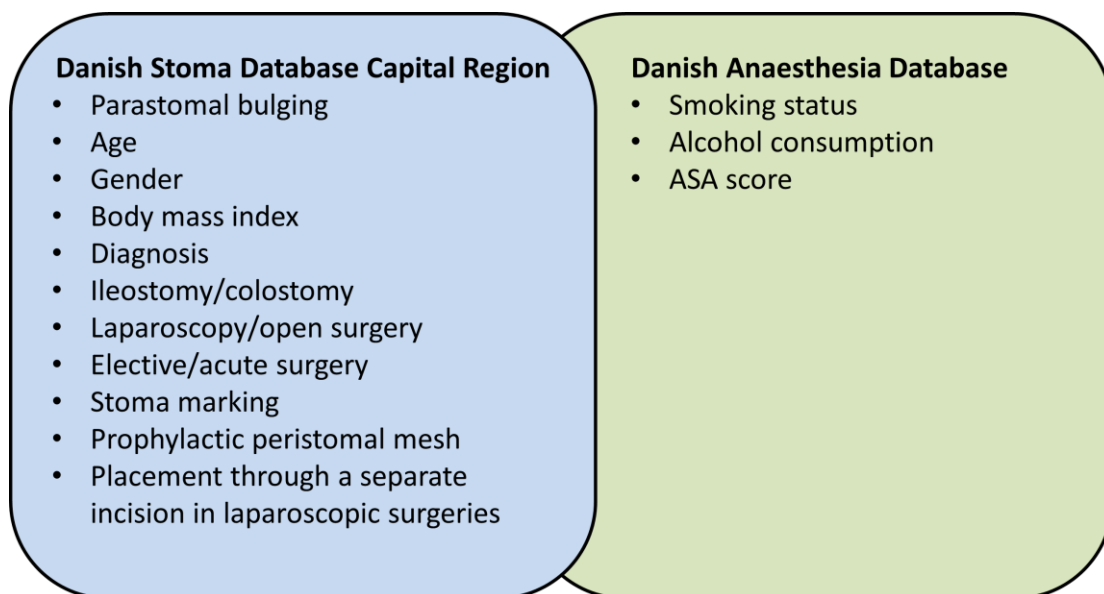 Danish Stoma Database Capital Region
• Parastomal bulging
• Age
• Gender
• Body mass index
• Diagnosis
• Ileostomy/colostomy
• Laparoscopy/open surgery
• Elective/acute surgery
• Stoma marking
• Prophylactic peristomal mesh
• Placement through a separate
incision in laparoscopic surgeries
Danish Anaesthesia Database
• Smoking status
• Alcohol consumption
• ASA score